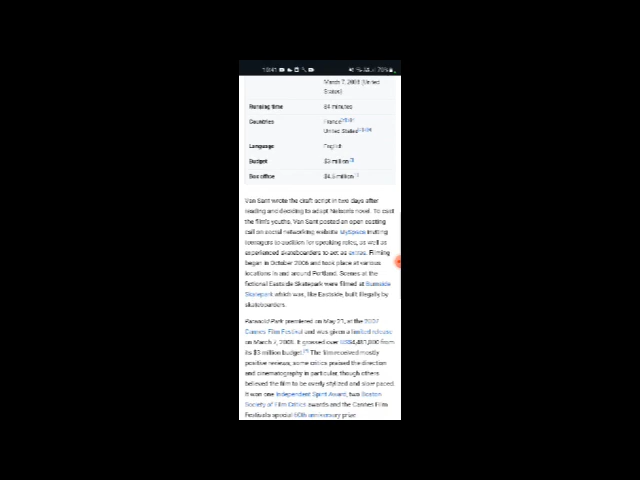 March 7, 2008 (United
States)
Running time
84 minutes
Countries
France
United States
Language
English
Budget
$3 million
Box office
$4.5 million
Van Sant wrote the draft script in two days after
reading and deciding to adapt Nelson's novel. To cast
the film's youths, Van Sant posted an open casting
call on social networking website MySpace inviting
teenagers to audition for speaking roles, as well as
experienced skateboarders to act as extras. Filming
began in October 2006 and took place at various
locations in and around Portland. Scenes at the
fictional Eastside Skatepark were filmed at Burnside
Skatepark which was, like Eastside, built illegally by
skateboarders.
Paranoid Park premiered on May 21, at the 2007
Cannes Film Festival and was given a limited release
on March 7, 2008. It grossed over US$4,481,000 from
its $3 million budget. The film received mostly
positive reviews, some critics praised the direction
and cinematography in particular, though others
believed the film to be overly stylized and slow paced.
It won one Independent Spirit Award, two Boston
Society of Film Critics awards and the Cannes Film
Festival's special 60th anniversary prize